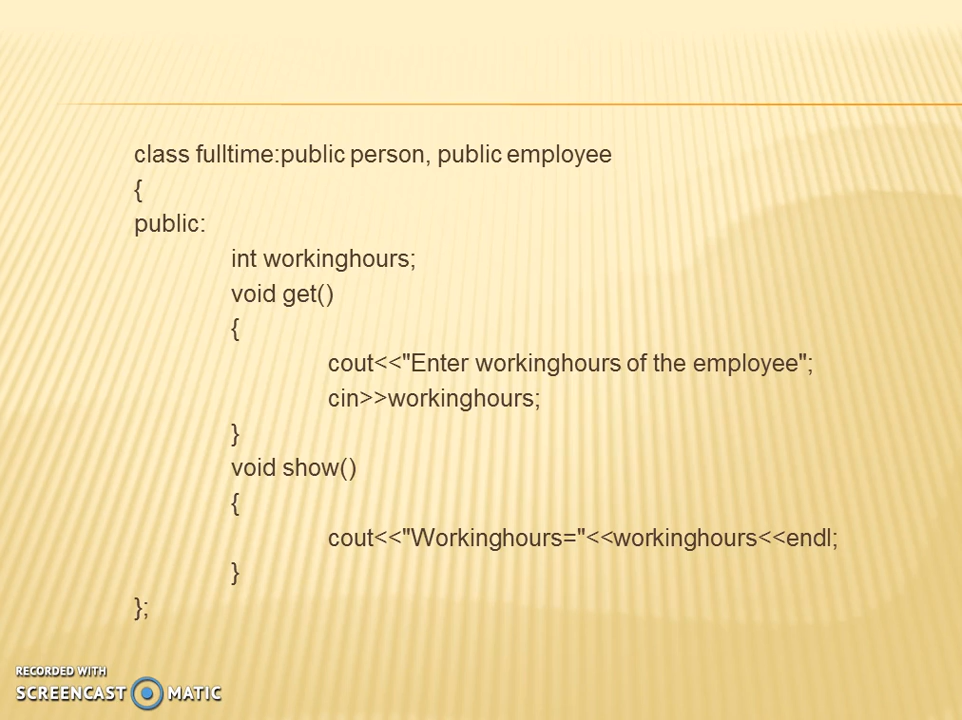 class fulltime:public person, public employee
{
public:
int workinghours;
void get()
{
cout<<"Enter workinghours of the employee";
cin>>workinghours;
}
void show()
{
cout<<"Workinghours="<<workinghours<<endl;
}
};
RECORDED WITH
SCREENCAST MATIC